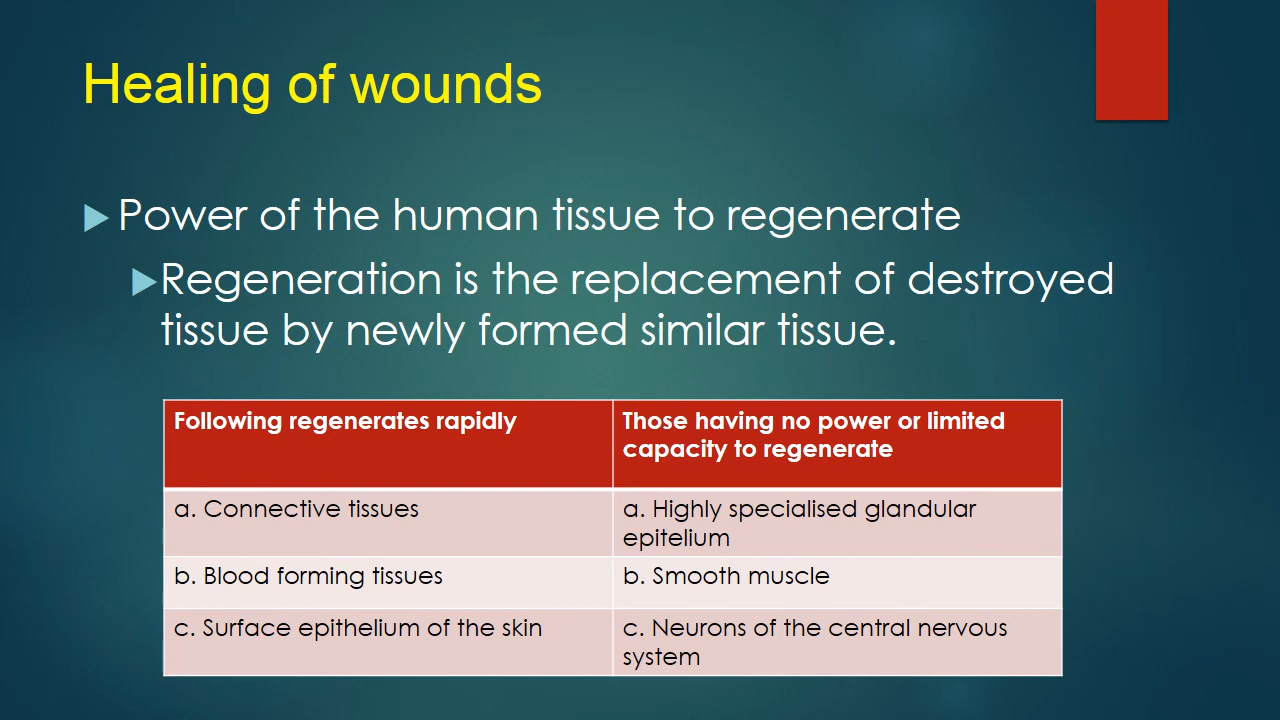 Healing of wounds
Power of the human tissue to regenerate
Regeneration is the replacement of destroyed
tissue by newly formed similar tissue.
Following regenerates rapidly
Those having no power or limited
capacity to regenerate
a. Connective tissues
a. Highly specialised glandular
epitelium
b. Blood forming tissues
b. Smooth muscle
c. Surface epithelium of the skin
c. Neurons of the central nervous
system